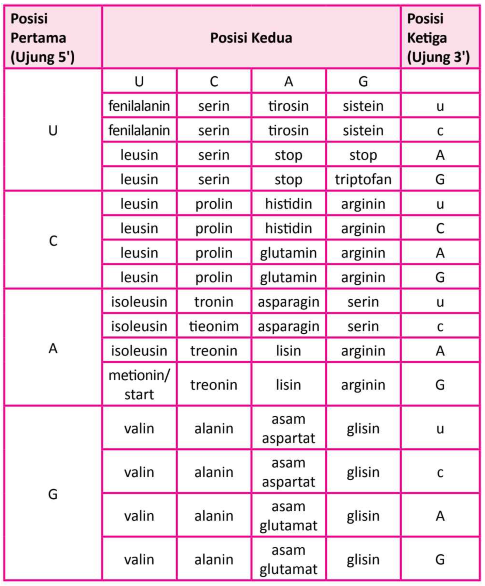 Posisi Pertama (Ujung 5') Posisi Kedua Posisi Ketiga (Ujung 3')
U C A G
U
fenilalanin serin tirosin sistein u
fenilalanin serin tirosin sistein c
leusin serin stop stop A
leusin serin stop triptofan G
C
leusin prolin histidin arginin u
leusin prolin histidin arginin C
leusin prolin glutamin arginin A
leusin prolin glutamin arginin G
A
isoleusin tronin asparagin serin u
isoleusin tieonim asparagin serin c
isoleusin treonin lisin arginin A
metionin/start treonin lisin arginin G
G
valin alanin asam aspartat glisin u
valin alanin asam aspartat glisin c
valin alanin asam glutamat glisin A
valin alanin asam glutamat glisin G